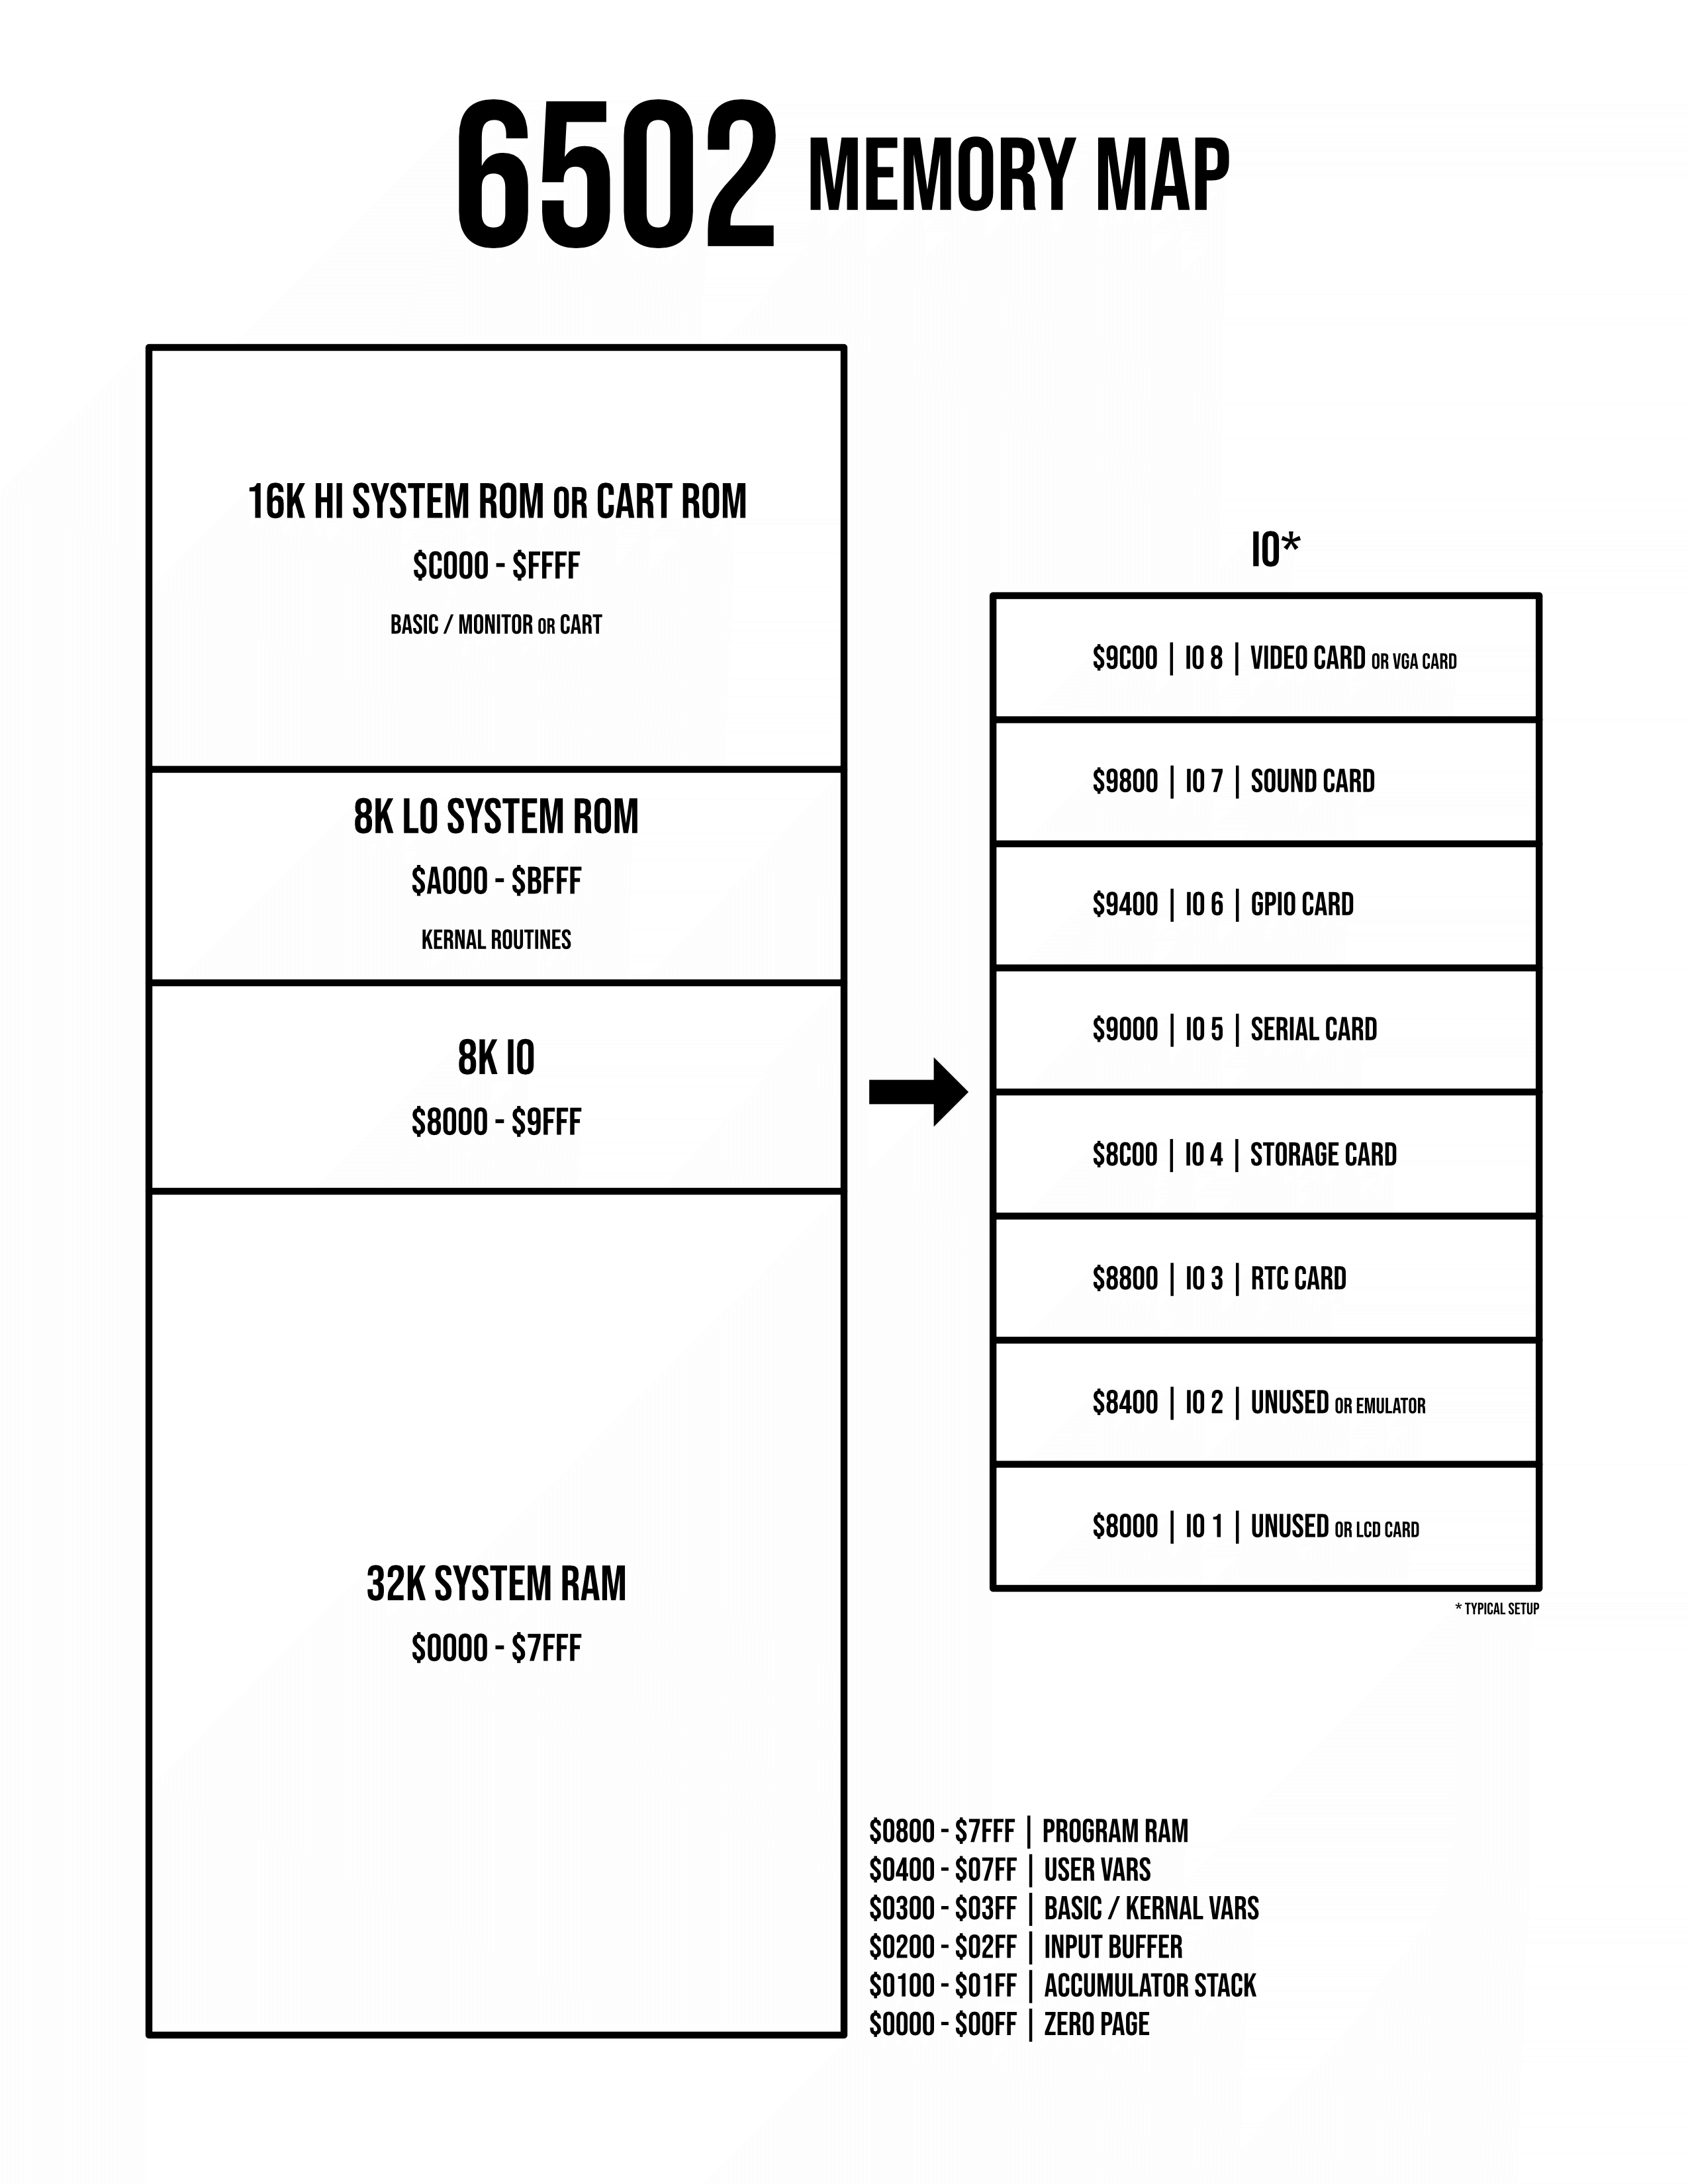 6502 MEMORY MAP
16K HI SYSTEM ROM OR CART ROM
$C000 - $FFFF
BASIC / MONITOR OR CART
8K LO SYSTEM ROM
$A000 - $BFFF
KERNAL ROUTINES
8K IO
$8000 - $9FFF
32K SYSTEM RAM
$0000 - $7FFF
IO*
$9C00 | IO 8 | VIDEO CARD OR VGA CARD
$9800 | IO 7 | SOUND CARD
$9400 | IO 6 | GPIO CARD
$9000 | IO 5 | SERIAL CARD
$8C00 | IO 4 | STORAGE CARD
$8800 | IO 3 | RTC CARD
$8400 | IO 2 | UNUSED OR EMULATOR
$8000 | IO 1 | UNUSED OR LCD CARD
* TYPICAL SETUP
$0800 - $7FFF | PROGRAM RAM
$0400 - $07FF | USER VARS
$0300 - $03FF | BASIC / KERNAL VARS
$0200 - $02FF | INPUT BUFFER
$0100 - $01FF | ACCUMULATOR STACK
$0000 - $00FF | ZERO PAGE